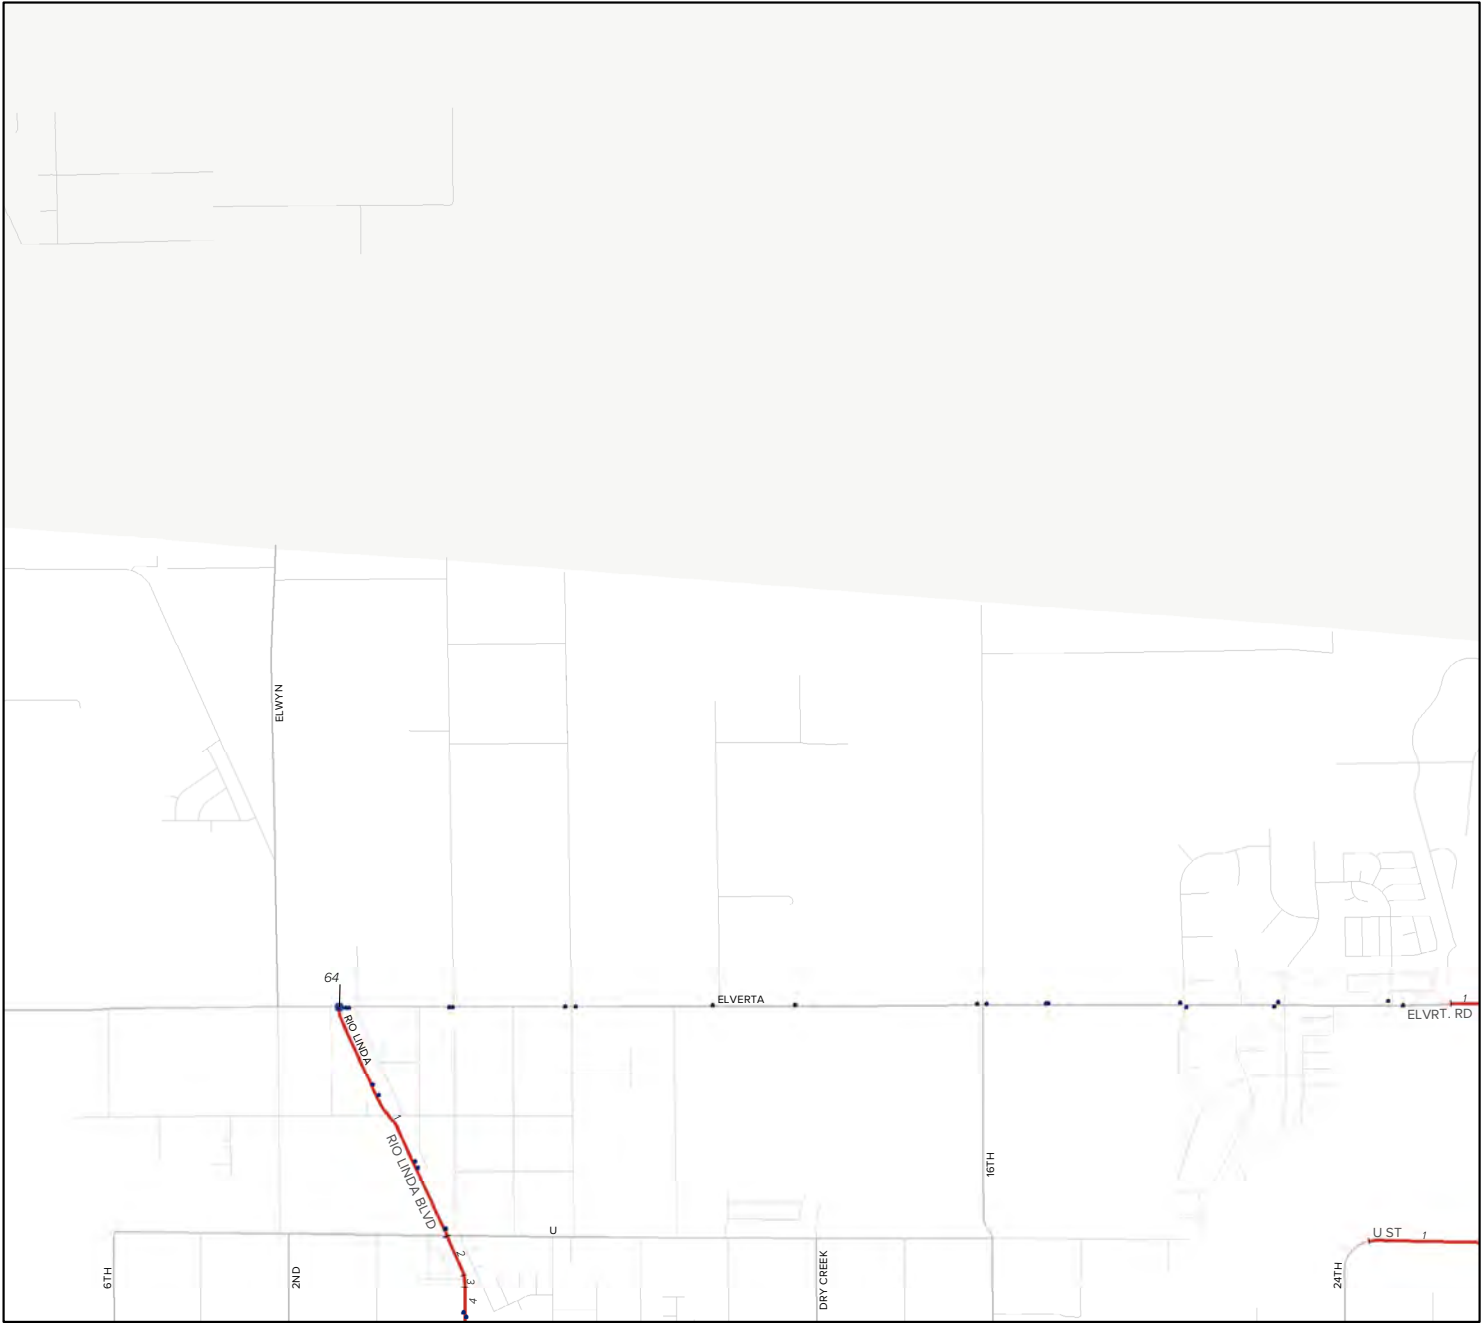 ELWYN
64
ELVERTA
1
ELVRT. RD
RIO LINDA
1
RIO LINDA BLVD
16TH
U
U ST
1
2
6TH
2ND
3
4
DRY CREEK
24TH